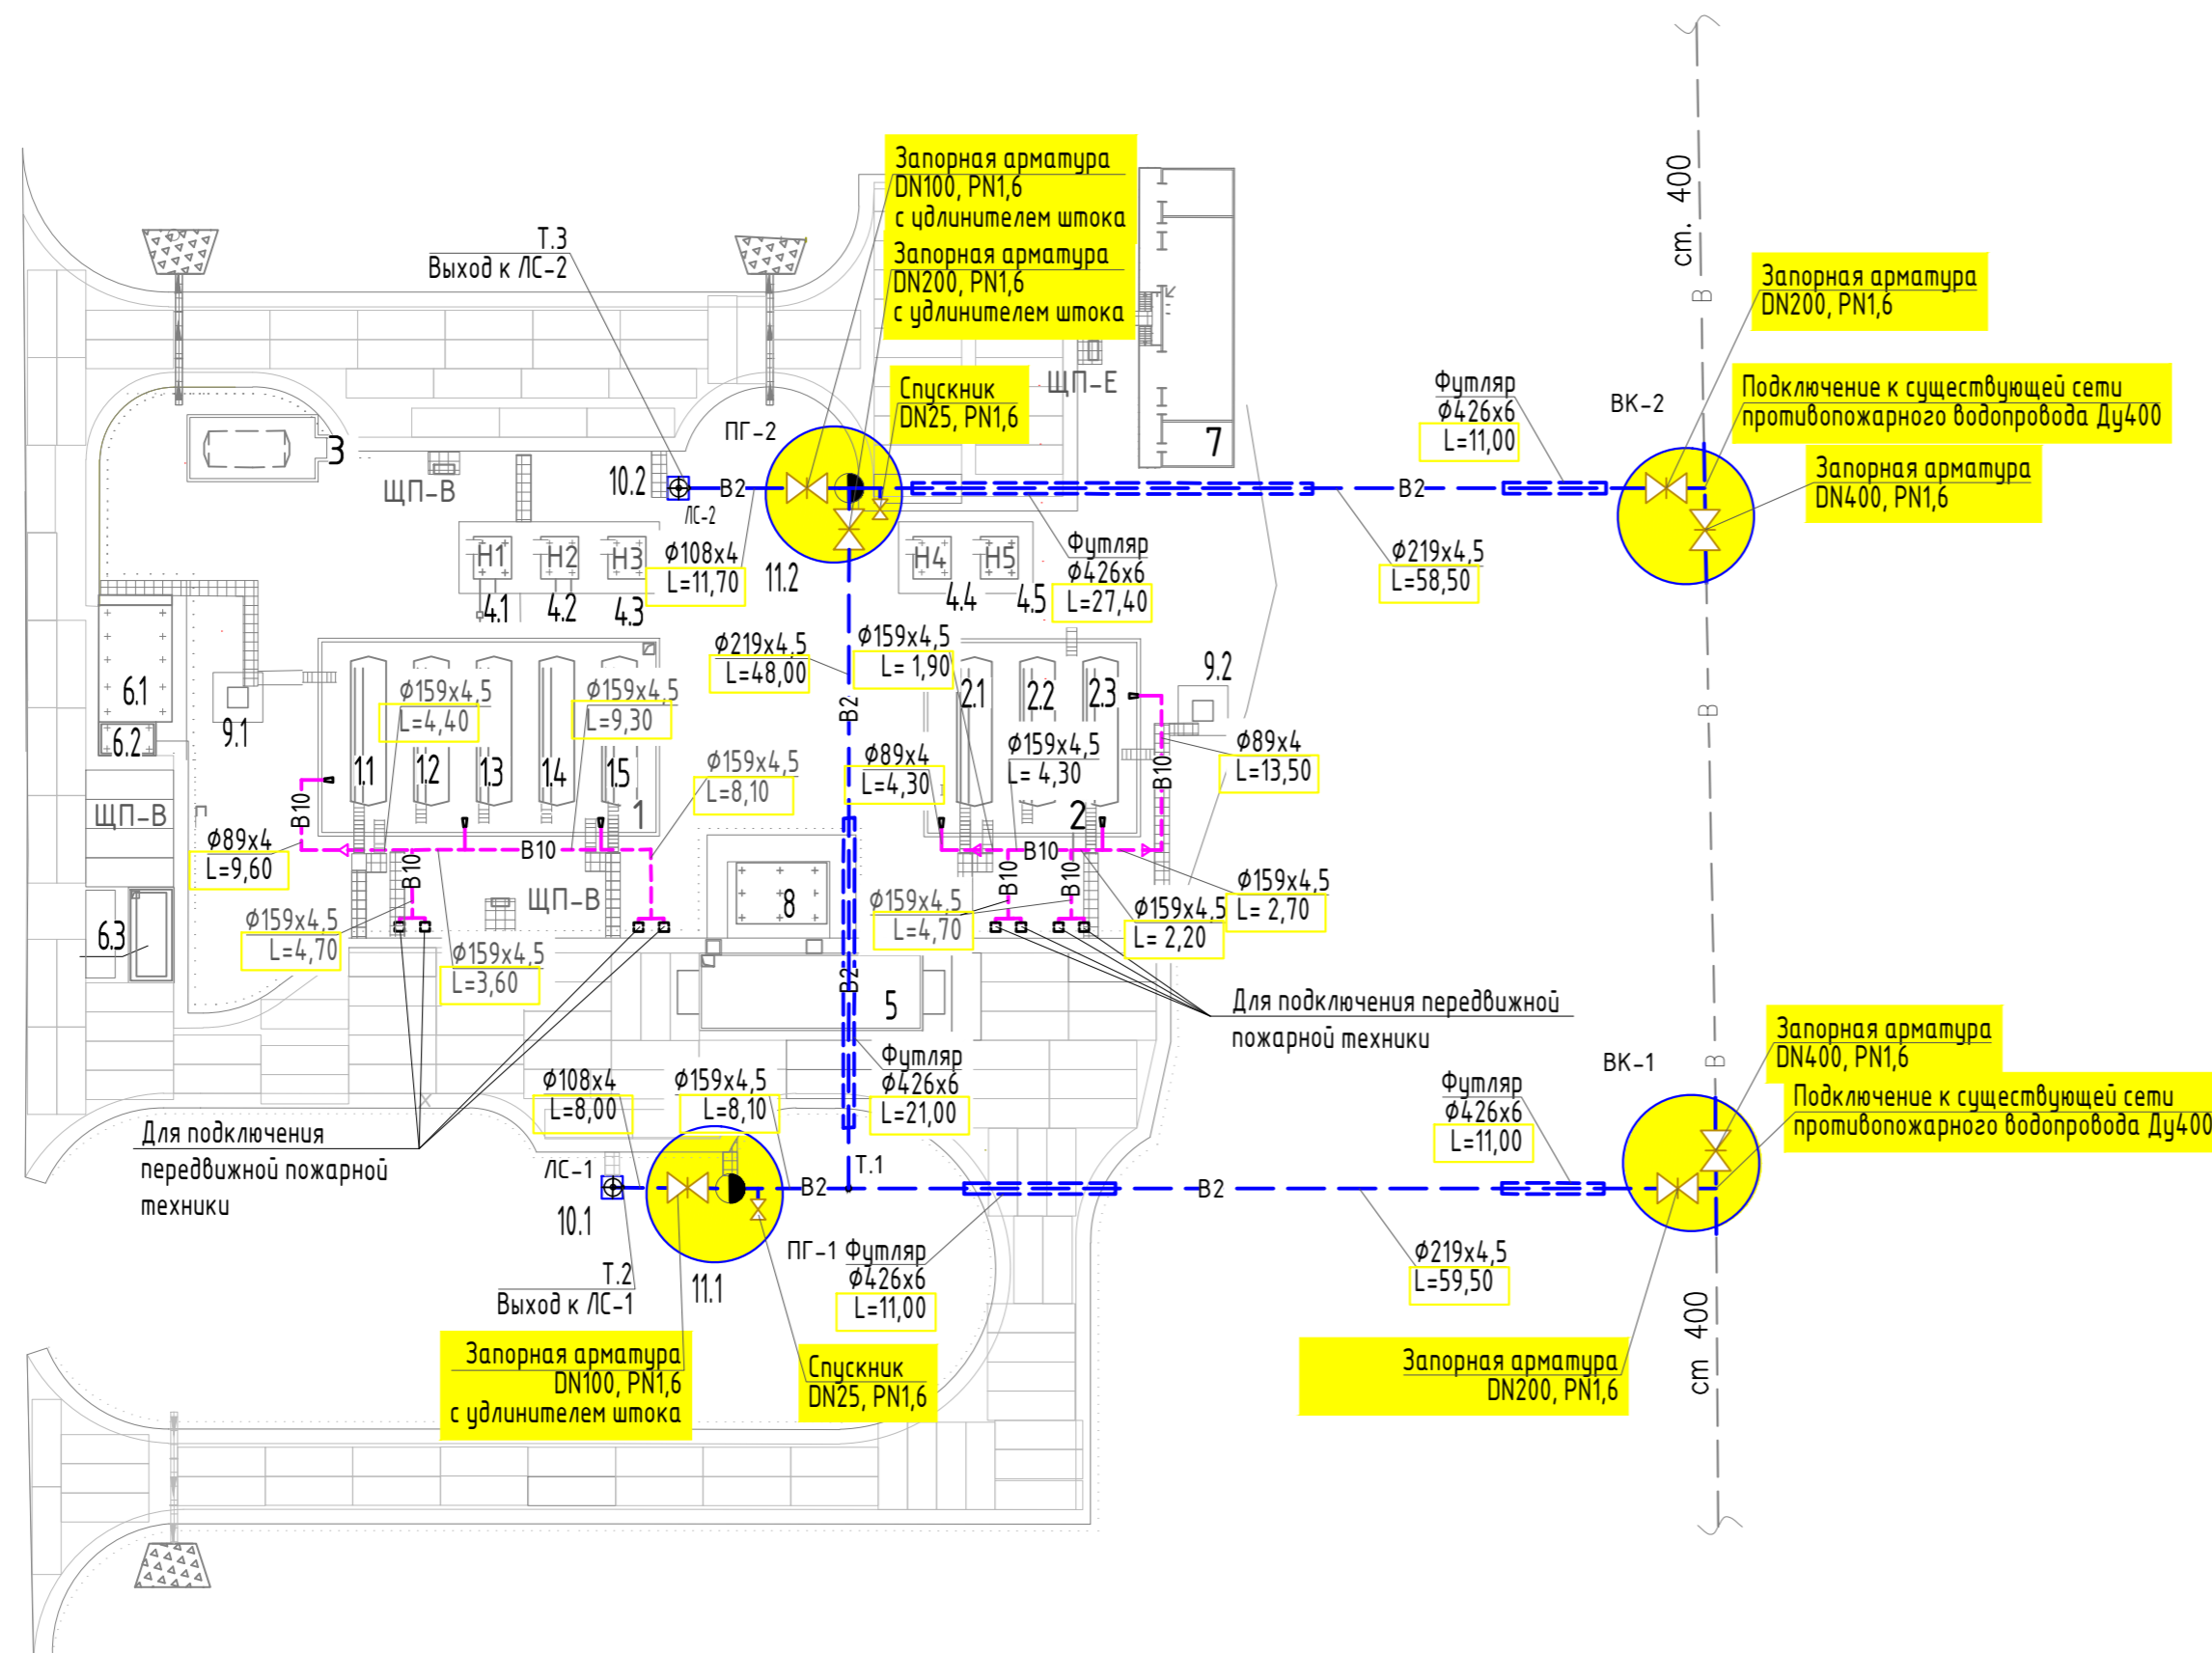 ст. 400
В
Запорная арматура
DN100, PN1,6
с удлинителем штока
Запорная арматура
DN200, PN1,6
с удлинителем штока
Т.3
Выход к ЛС-2
Запорная арматура
DN200, PN1,6
Спускник
DN25, PN1,6
ЩП-Е
Футляр
ф426х6
L=11,00
ВК-2
Подключение к существующей сети
противопожарного водопровода Ду400
Запорная арматура
DN400, PN1,6
ПГ-2
3
7
ЩП-В
10.2
В2
ЛС-2
В2
Н1
Н2
Н3
Н4
Н5
ф108х4
L=11,70
11.2
Футляр
ф426х6
L=27,40
ф219х4,5
L=58,50
4.1
4.2
4.3
4.4
4.5
ф219х4,5
L=48,00
ф159х4,5
L= 1,90
9.2
6.1
6.2
9.1
ф159х4,5
L=4,40
ф159х4,5
L=9,30
2.1
2.2
2.3
В2
В
1.1
1.2
1.3
1.4
1.5
1
ф159х4,5
L=8,10
ф89х4
L=4,30
ф159х4,5
L= 4,30
2
В10
ф89х4
L=13,50
ЩП-В
В10
ф89х4
L=9,60
В10
В10
В10
В10
В10
ЩП-В
8
6.3
ф159х4,5
L=4,70
ф159х4,5
L=3,60
ф159х4,5
L=4,70
ф159х4,5
L= 2,20
ф159х4,5
L= 2,70
В2
5
Для подключения передвижной
пожарной техники
Футляр
ф426х6
L=21,00
ф108х4
L=8,00
ф159х4,5
L=8,10
Для подключения
передвижной пожарной
техники
ВК-1
В
Запорная арматура
DN400, PN1,6
Футляр
ф426х6
L=11,00
Подключение к существующей сети
противопожарного водопровода Ду400
ЛС-1
10.1
В2
Т.1
В2
Т.2
Выход к ЛС-1
11.1
ПГ-1
Футляр
ф426х6
L=11,00
ф219х4,5
L=59,50
ст 400
Запорная арматура
DN100, PN1,6
с удлинителем штока
Спускник
DN25, PN1,6
Запорная арматура
DN200, PN1,6